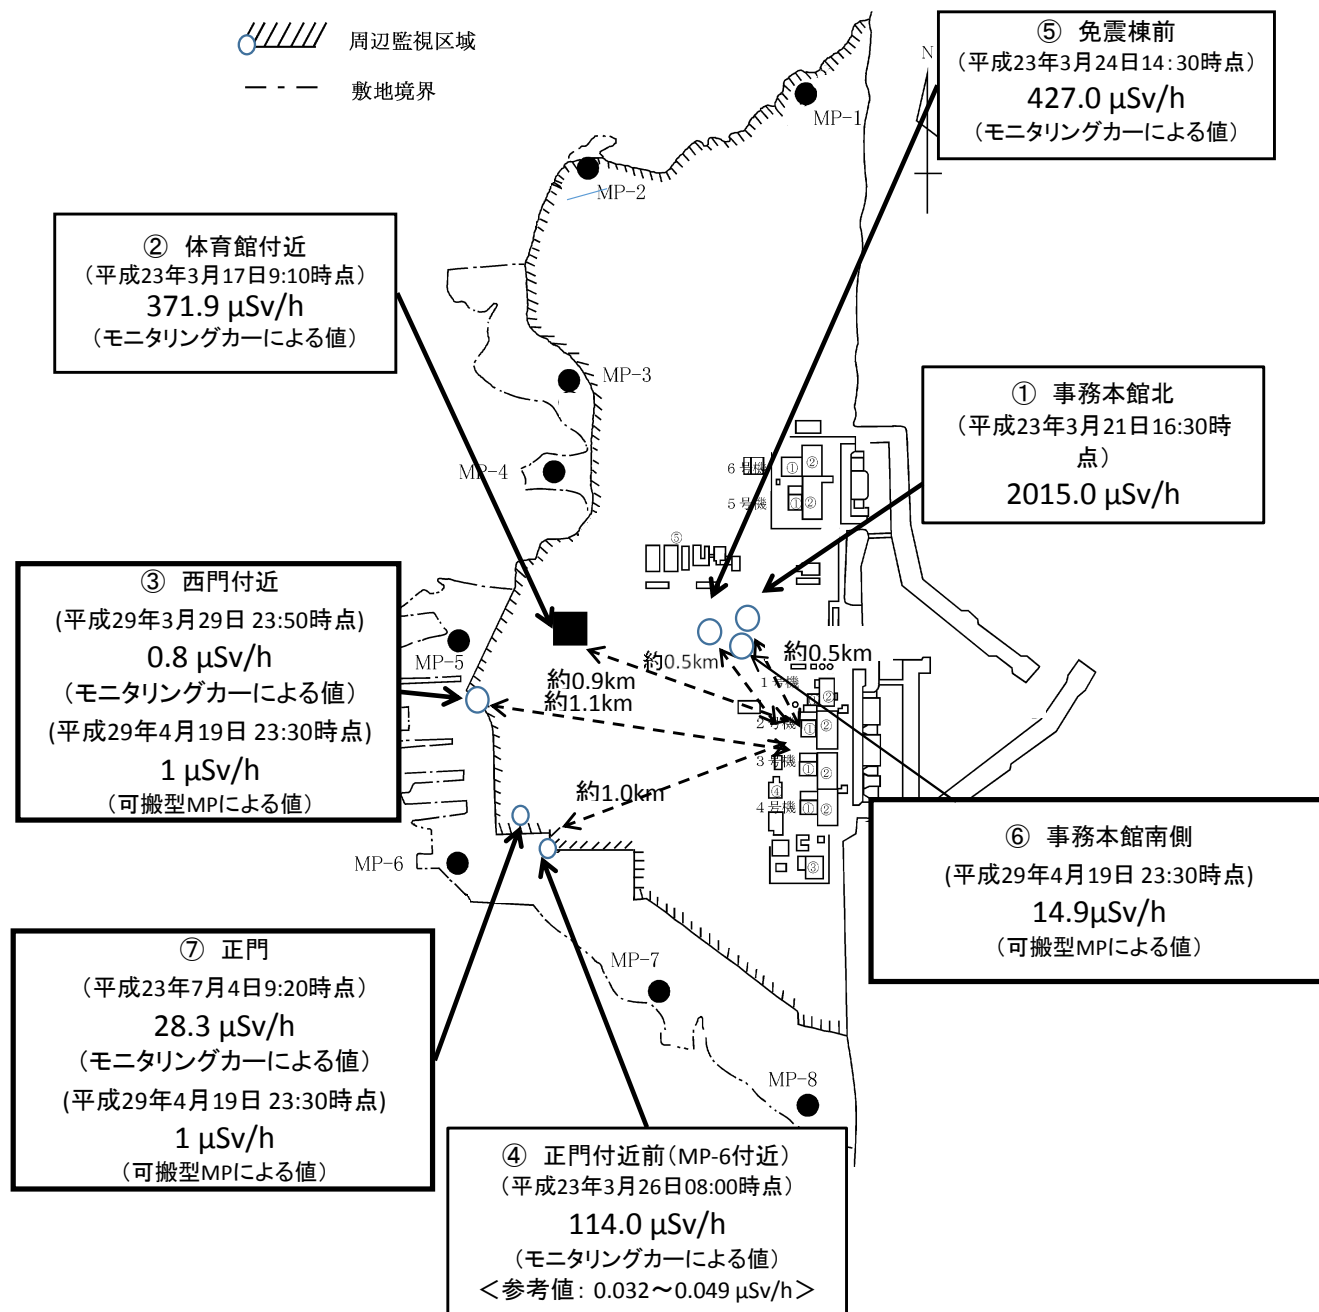 周辺監視区域
敷地境界
⑤ 免震棟前
（平成23年3月24日14：30時点）
427.0 μSv/h
（モニタリングカーによる値）
N
MP-1
MP-2
② 体育館付近
（平成23年3月17日9:10時点）
371.9 μSv/h
（モニタリングカーによる値）
MP-3
① 事務本館北
（平成23年3月21日16:30時
点）
2015.0 μSv/h
MP-4
6号機
①
②
5号機
①
②
⑤
③ 西門付近
(平成29年3月29日 23:50時点)
0.8 μSv/h
（モニタリングカーによる値）
(平成29年4月19日 23:30時点)
1 μSv/h
（可搬型MPによる値）
MP-5
約0.5km
約0.5km
約0.9km
約1.1km
1号機
②
2号機
①
②
3号機
①
②
約1.0km
④
4号機
①
②
③
MP-6
⑥ 事務本館南側
(平成29年4月19日 23:30時点)
14.9μSv/h
（可搬型MPによる値）
⑦ 正門
（平成23年7月4日9:20時点）
28.3 μSv/h
（モニタリングカーによる値）
(平成29年4月19日 23:30時点)
1 μSv/h
（可搬型MPによる値）
MP-7
MP-8
④ 正門付近前（MP-6付近）
（平成23年3月26日08:00時点）
114.0 μSv/h
（モニタリングカーによる値）
＜参考値： 0.032～0.049 μSv/h＞